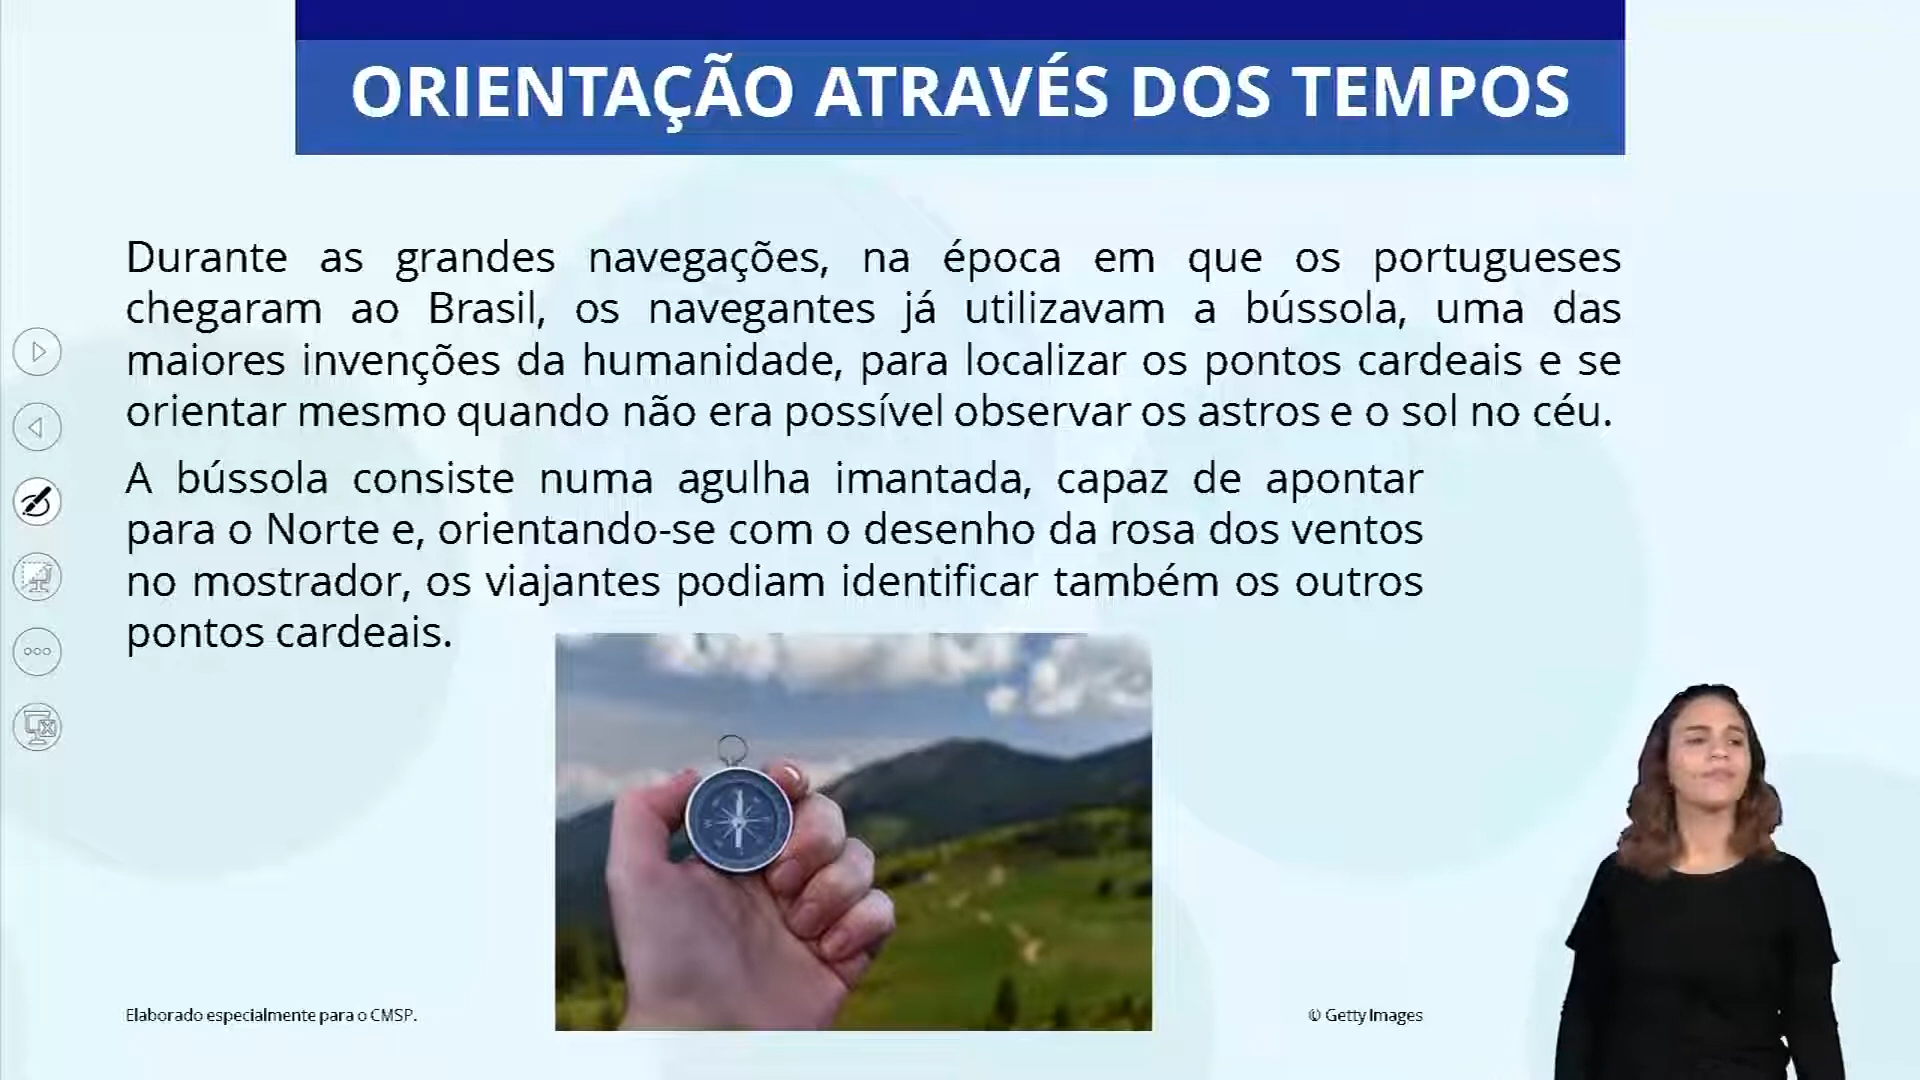 ORIENTAÇÃO ATRAVÉS DOS TEMPOS
Durante as grandes navegações, na época em que os portugueses
chegaram ao Brasil, os navegantes já utilizavam a bússola, uma das
maiores invenções da humanidade, para localizar os pontos cardeais e se
orientar mesmo quando não era possível observar os astros e o sol no céu.
A bússola consiste numa agulha imantada, capaz de apontar
para o Norte e, orientando-se com o desenho da rosa dos ventos
no mostrador, os viajantes podiam identificar também os outros
pontos cardeais.
Elaborado especialmente para o CMSP.
© Getty Images